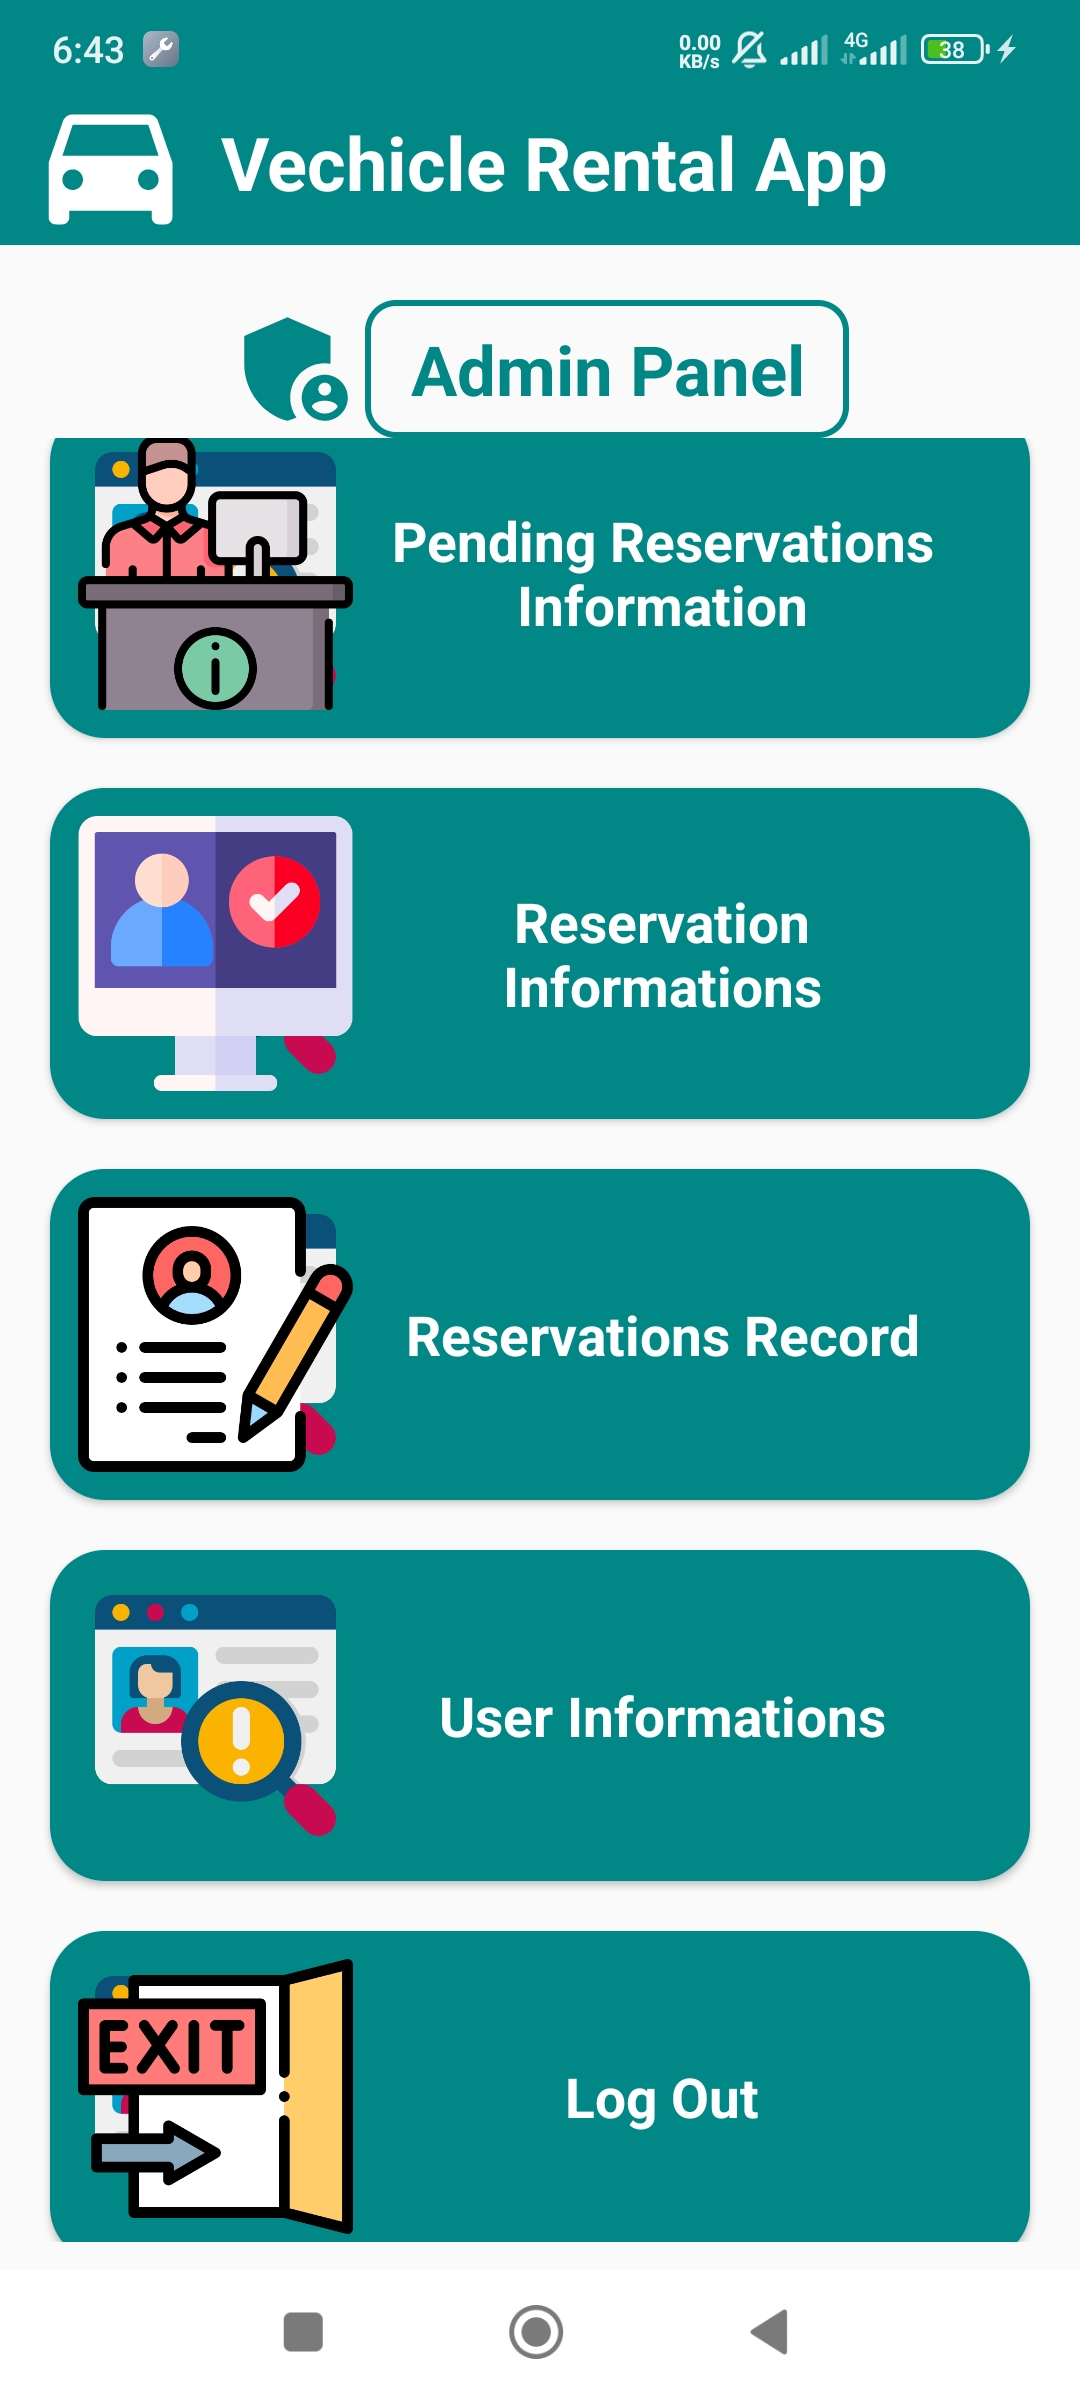 6:43
0.00
KB/s
4G
38
Vechicle Rental App
Admin Panel
Pending Reservations
Information
i
Reservation
Informations
Reservations Record
User Informations
EXIT
Log Out